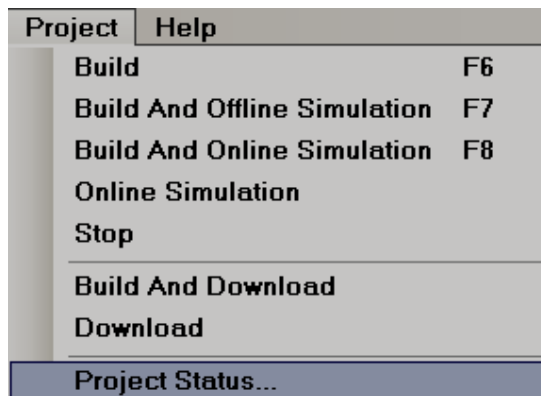 Project Help
Build F6
Build And Offline Simulation F7
Build And Online Simulation F8
Online Simulation
Stop
Build And Download
Download
Project Status...